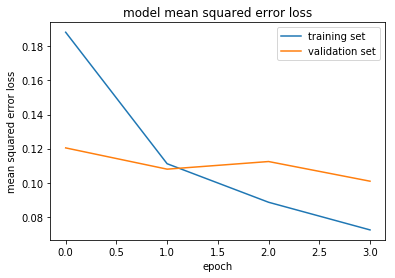 model mean squared error loss
training set
validation set
mean squared error loss
0.18
0.16
0.14
0.12
0.10
0.08
0.0 0.5 1.0 1.5 2.0 2.5 3.0
epoch